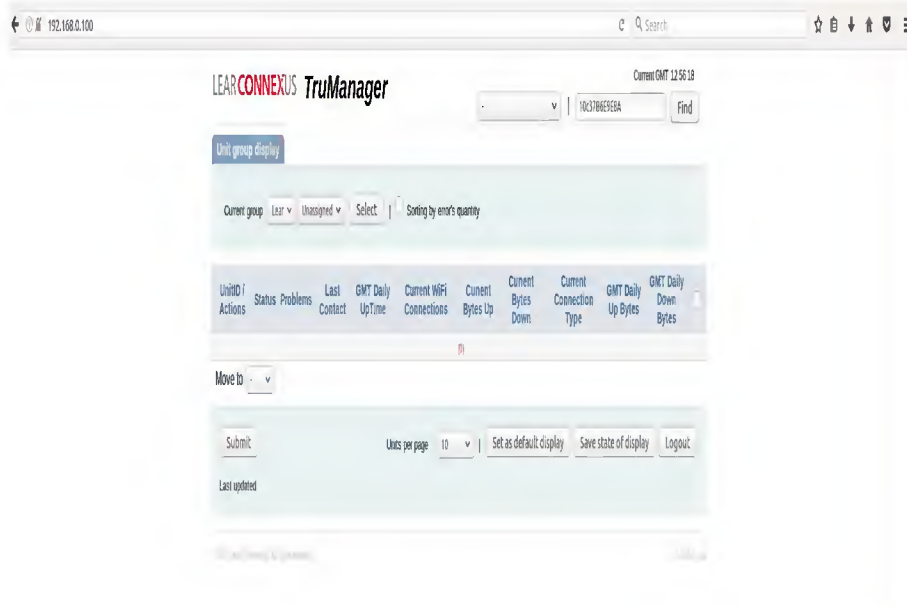 192.168.0.100
Search
LEAR CONNEXUS TruManager
Current GMT 12 56 18
-
Find
Unit group display
Current group Lear Unassigned Select | Sorting by error's quantity
UnitID / Actions
Status
Problems
Last Contact
GMT Daily UpTime
Current WiFi Connections
Current Bytes Up
Current Bytes Down
Current Connection Type
GMT Daily Up Bytes
GMT Daily Down Bytes
Move to -
Submit
Units per page 10 | Set as default display Save state of display Logout
Last updated